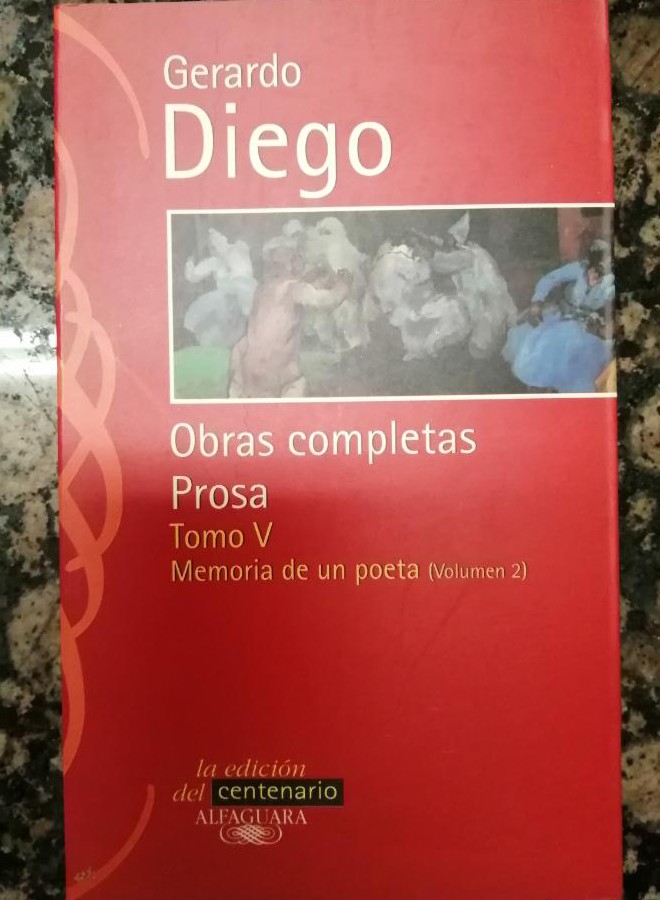 Gerardo
Diego
Obras completas
Prosa
Tomo V
Memoria de un poeta (Volumen 2)
la edición
del centenario
ALFAGUARA